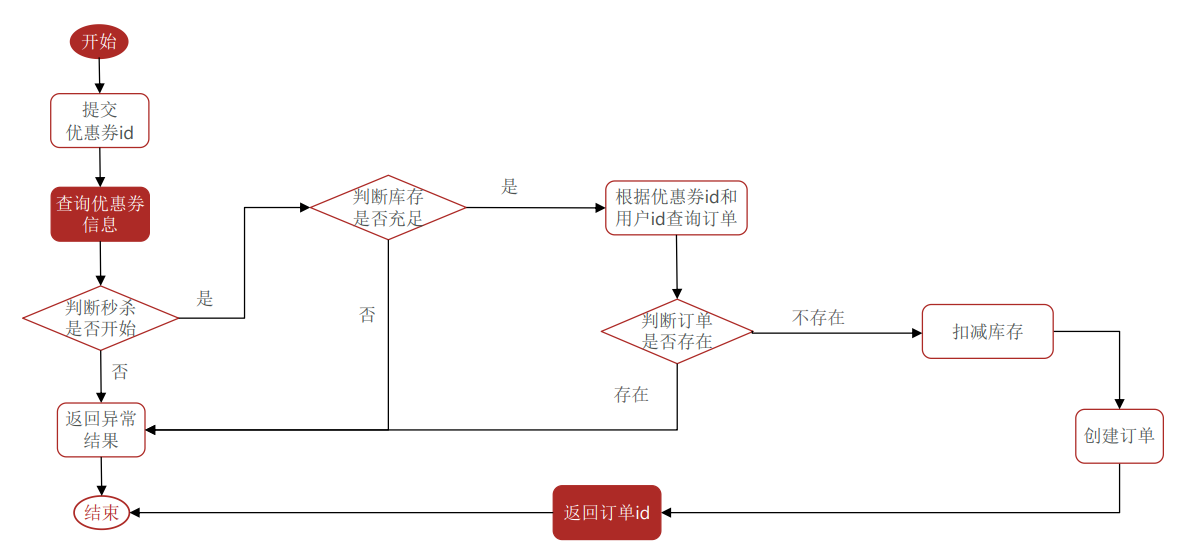 开始
提交
优惠券id
查询优惠券
信息
判断秒杀
是否开始
是
否
返回异常
结果
结束
判断库存
是否充足
是
否
根据优惠券id和
用户id查询订单
判断订单
是否存在
不存在
存在
扣减库存
创建订单
返回订单id